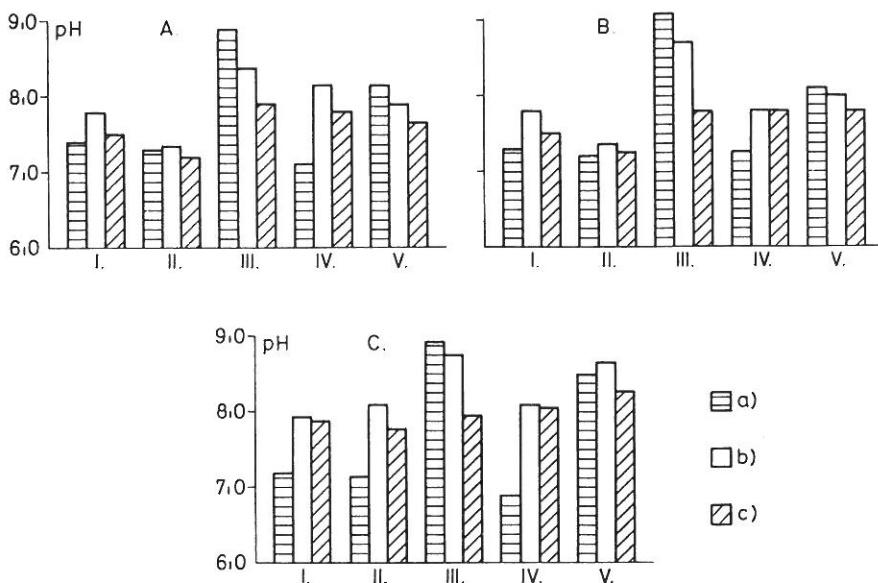 9.0
pH
A.
8.0
7.0
6.0
I. II. III. IV. V.
B.
I. II. III. IV. V.
9.0
pH
C.
8.0
7.0
6.0
I. II. III. IV. V.
a)
b)
c)